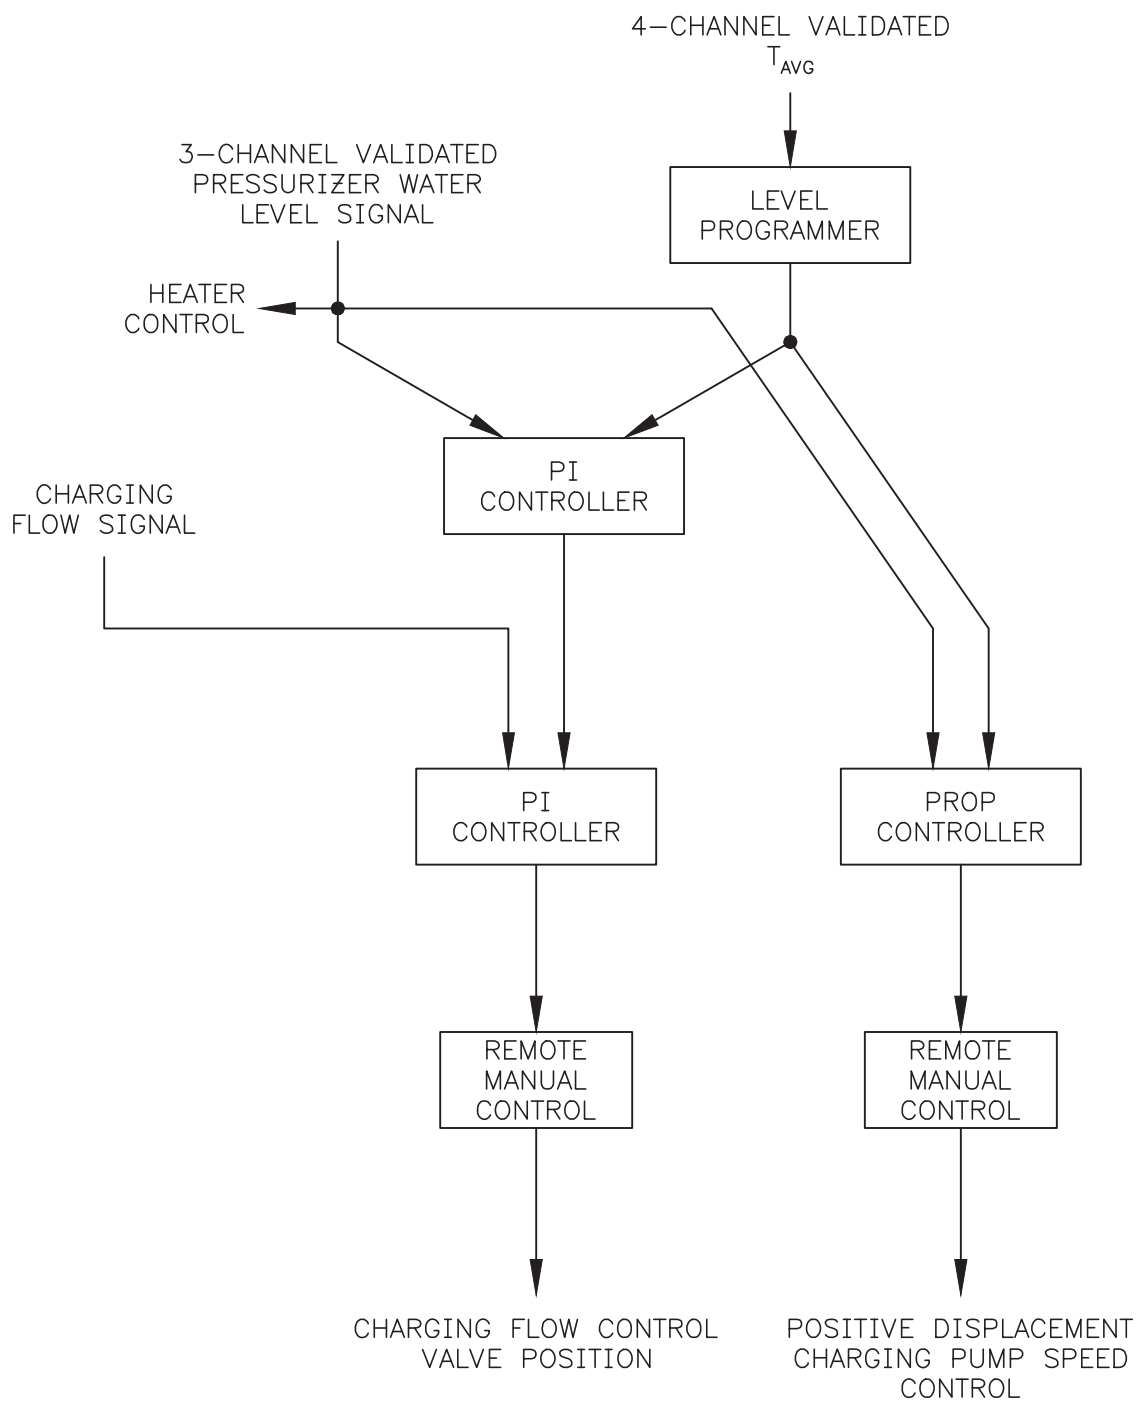 4-CHANNEL VALIDATED
TAVG
3-CHANNEL VALIDATED
PRESSURIZER WATER
LEVEL SIGNAL
LEVEL
PROGRAMMER
HEATER
CONTROL
PI
CONTROLLER
CHARGING
FLOW SIGNAL
PI
CONTROLLER
PROP
CONTROLLER
REMOTE
MANUAL
CONTROL
REMOTE
MANUAL
CONTROL
CHARGING FLOW CONTROL
VALVE POSITION
POSITIVE DISPLACEMENT
CHARGING PUMP SPEED
CONTROL